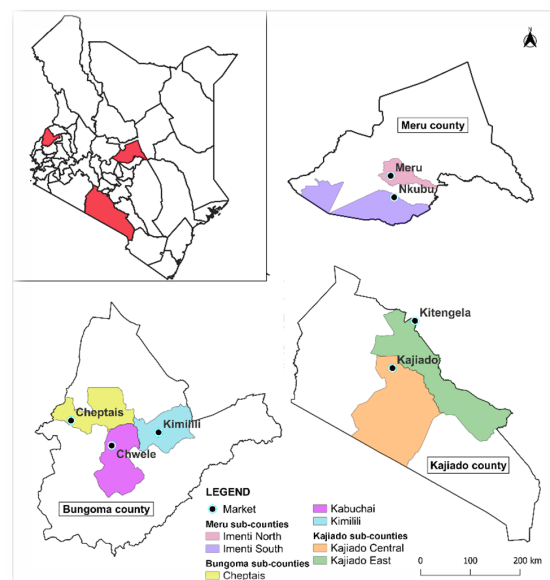 N
Meru county
Meru
Nkubu
Kitengela
Kajiado
Kajiado county
Cheptais
Kimilili
Chwele
Bungoma county
LEGEND
Market
Meru sub-counties
Imenti North
Imenti South
Bungoma sub-counties
Cheptais
Kabuchai
Kimilili
Kajiado sub-counties
Kajiado Central
Kajiado East
0 100 200 km